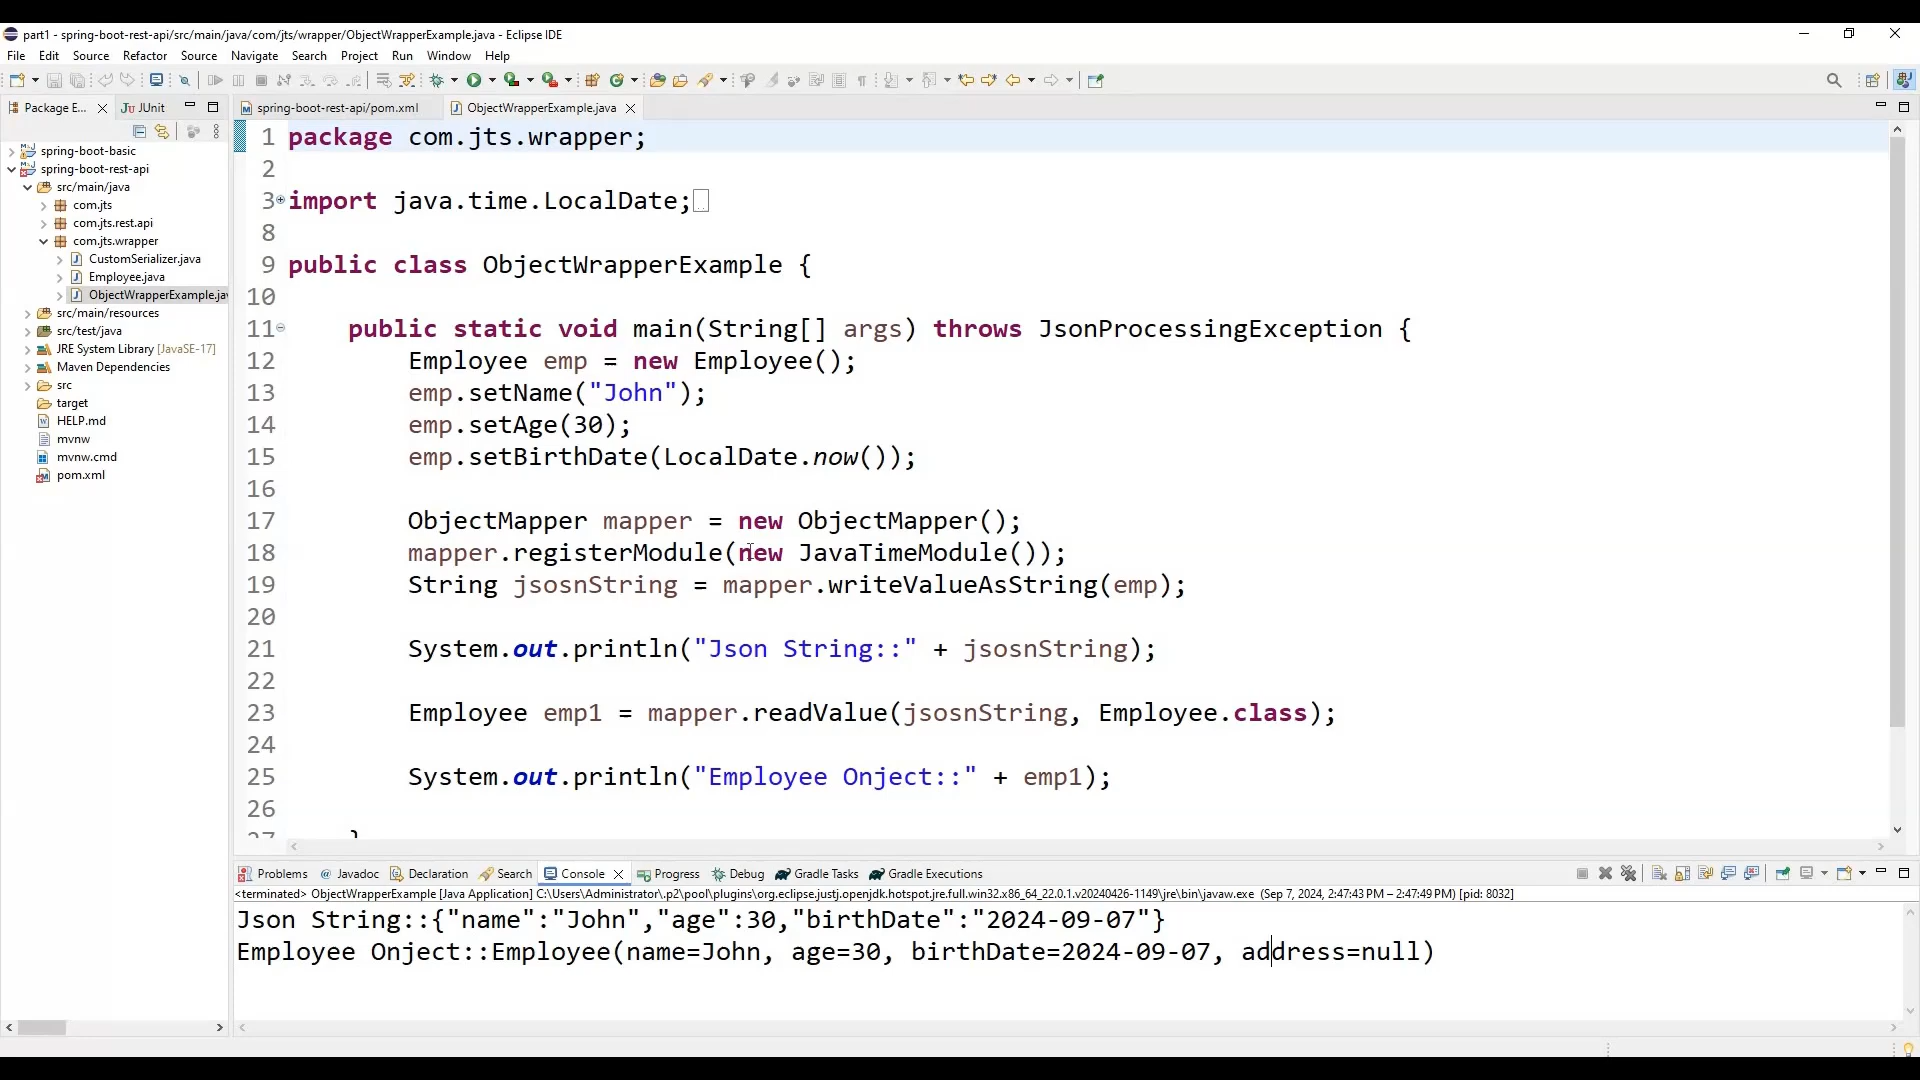 part1 - spring-boot-rest-api/src/main/java/com/jts/wrapper/ObjectWrapperExample.java - Eclipse IDE
File Edit Source Refactor Source Navigate Search Project Run Window Help
Package E... JUnit
spring-boot-rest-api/pom.xml ObjectWrapperExample.java
spring-boot-basic
spring-boot-rest-api
src/main/java
com.jts
com.jts.rest.api
com.jts.wrapper
CustomSerializer.java
Employee.java
ObjectWrapperExample.jav
src/main/resources
src/test/java
JRE System Library [JavaSE-17]
Maven Dependencies
src
target
HELP.md
mvnw
mvnw.cmd
pom.xml
1 package com.jts.wrapper;
2
3 import java.time.LocalDate;
8
9 public class ObjectWrapperExample {
10
11 public static void main(String[] args) throws JsonProcessingException {
12 Employee emp = new Employee();
13 emp.setName("John");
14 emp.setAge(30);
15 emp.setBirthDate(LocalDate.now());
16
17 ObjectMapper mapper = new ObjectMapper();
18 mapper.registerModule(new JavaTimeModule());
19 String jsosnString = mapper.writeValueAsString(emp);
20
21 System.out.println("Json String::" + jsosnString);
22
23 Employee emp1 = mapper.readValue(jsosnString, Employee.class);
24
25 System.out.println("Employee Onject::" + emp1);
26
27 }
Problems Javadoc Declaration Search Console Progress Debug Gradle Tasks Gradle Executions
<terminated> ObjectWrapperExample [Java Application] C:\Users\Administrator\.p2\pool\plugins\org.eclipse.justj.openjdk.hotspot.jre.full.win32.x86_64_22.0.1.v20240426-1149\jre\bin\javaw.exe (Sep 7, 2024, 2:47:43 PM – 2:47:49 PM) [pid: 8032]
Json String::{"name":"John","age":30,"birthDate":"2024-09-07"}
Employee Onject::Employee(name=John, age=30, birthDate=2024-09-07, address=null)